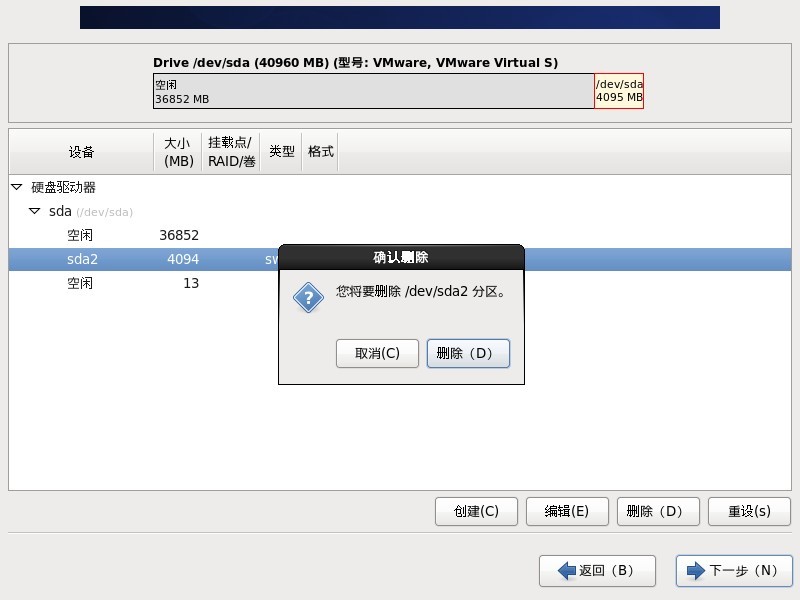 Drive /dev/sda (40960 MB) (型号: VMware, VMware Virtual S)
空闲
36852 MB
/dev/sda
4095 MB
设备
大小
(MB)
挂载点/
RAID/卷
类型
格式
硬盘驱动器
sda (/dev/sda)
空闲 36852
sda2 4094 sw
空闲 13
确认删除
?
您将要删除 /dev/sda2 分区。
取消(C)
删除（D）
创建(C)
编辑(E)
删除（D）
重设(s)
返回（B）
下一步（N）